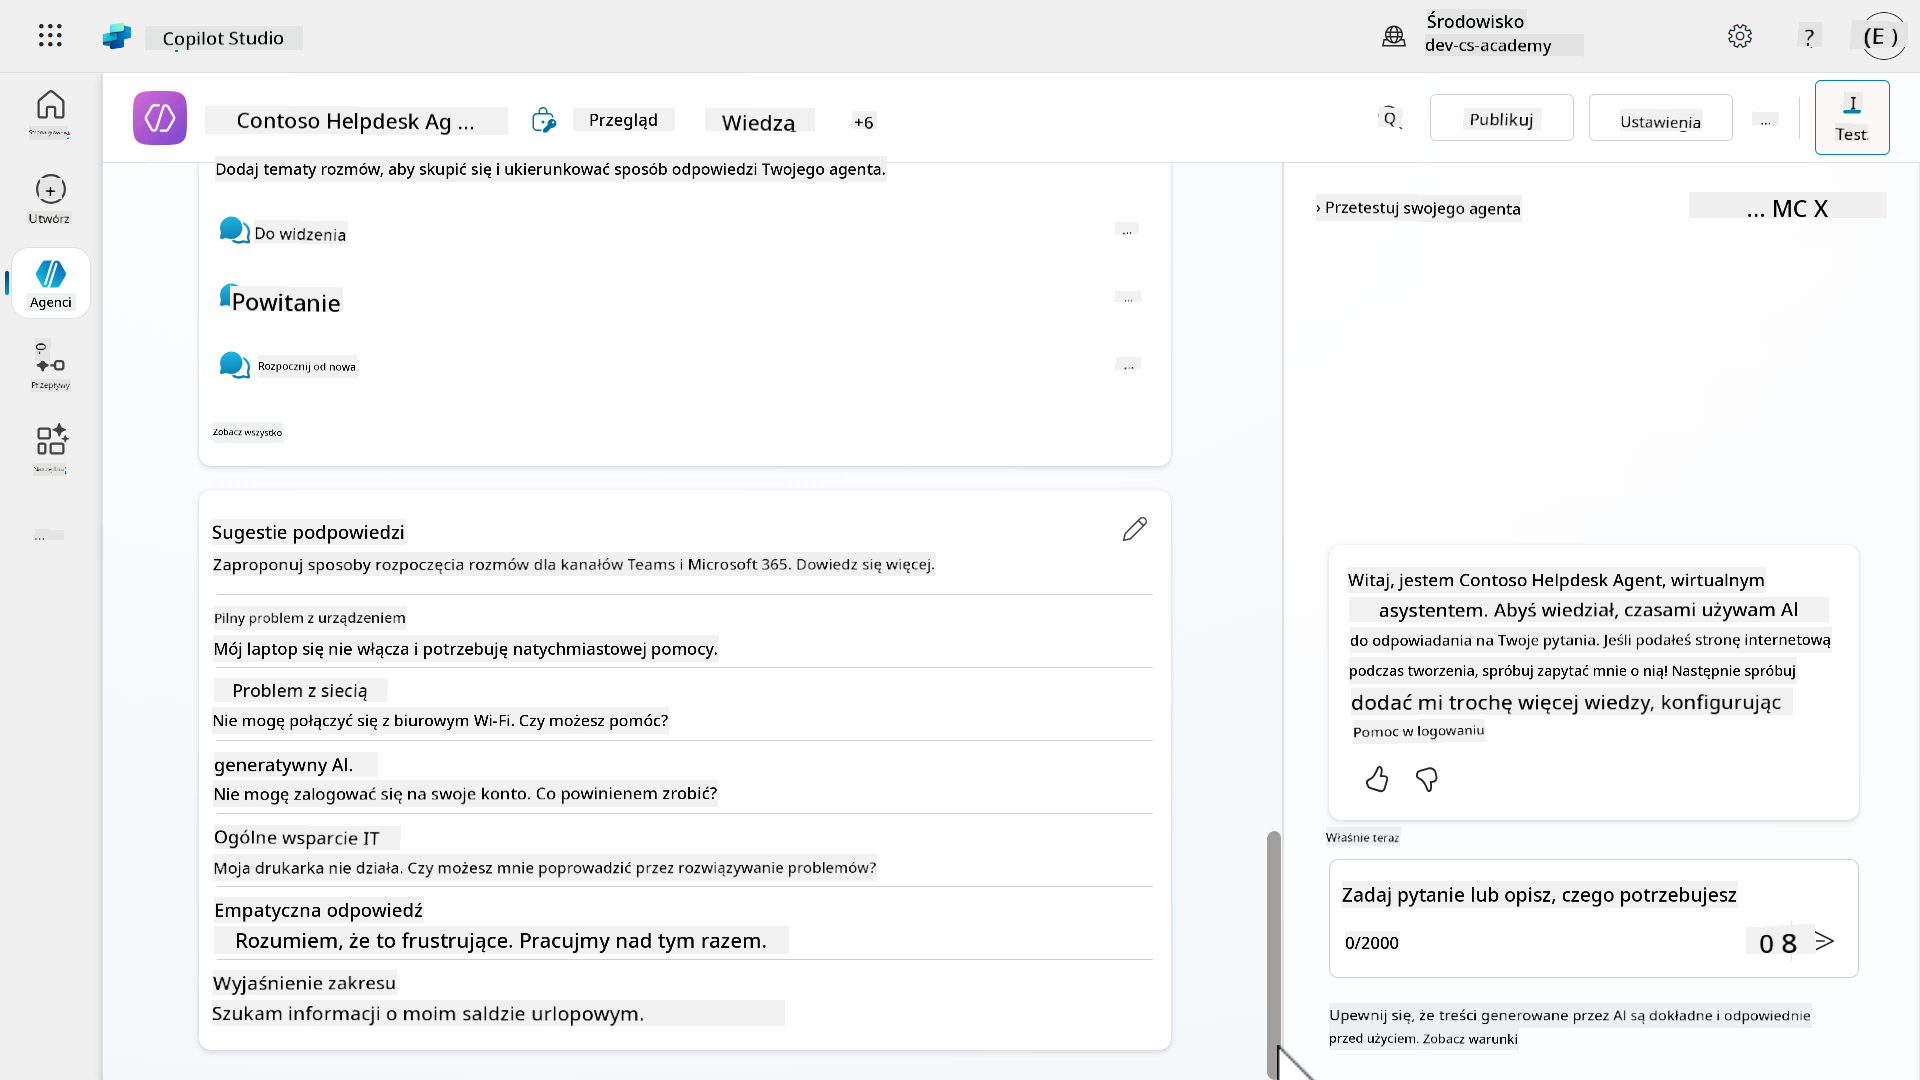 Copilot Studio
Środowisko
dev-cs-academy
?
(E )
Contoso Helpdesk Ag ...
Przegląd
Wiedza
+6
Q
Publikuj
Ustawienia
...
I
Test
Utwórz
Agenci
Przepływy
...
Dodaj tematy rozmów, aby skupić się i ukierunkować sposób odpowiedzi Twojego agenta.
Do widzenia
...
Powitanie
...
Rozpocznij od nowa
...
Zobacz wszystko
Sugestie podpowiedzi
Zaproponuj sposoby rozpoczęcia rozmów dla kanałów Teams i Microsoft 365. Dowiedz się więcej.
Pilny problem z urządzeniem
Mój laptop się nie włącza i potrzebuję natychmiastowej pomocy.
Problem z siecią
Nie mogę połączyć się z biurowym Wi-Fi. Czy możesz pomóc?
generatywny AI.
Nie mogę zalogować się na swoje konto. Co powinienem zrobić?
Ogólne wsparcie IT
Moja drukarka nie działa. Czy możesz mnie poprowadzić przez rozwiązywanie problemów?
Empatyczna odpowiedź
Rozumiem, że to frustrujące. Pracujmy nad tym razem.
Wyjaśnienie zakresu
Szukam informacji o moim saldzie urlopowym.
› Przetestuj swojego agenta
... MC X
Witaj, jestem Contoso Helpdesk Agent, wirtualnym
asystentem. Abyś wiedział, czasami używam AI
do odpowiadania na Twoje pytania. Jeśli podałeś stronę internetową
podczas tworzenia, spróbuj zapytać mnie o nią! Następnie spróbuj
dodać mi trochę więcej wiedzy, konfigurując
Pomoc w logowaniu
Właśnie teraz
Zadaj pytanie lub opisz, czego potrzebujesz
0/2000
0 8
Upewnij się, że treści generowane przez AI są dokładne i odpowiednie
przed użyciem. Zobacz warunki